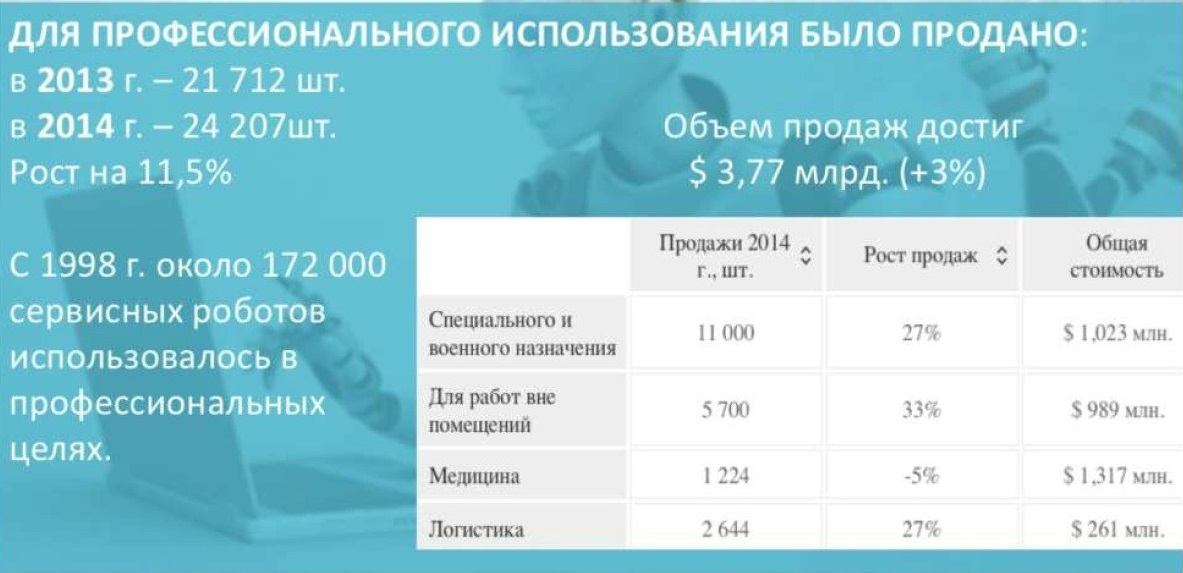 ДЛЯ ПРОФЕССИОНАЛЬНОГО ИСПОЛЬЗОВАНИЯ БЫЛО ПРОДАНО:
в 2013 г. – 21 712 шт.
в 2014 г. – 24 207шт.
Рост на 11,5%
Объем продаж достиг
$ 3,77 млрд. (+3%)
С 1998 г. около 172 000
сервисных роботов
использовалось в
профессиональных
целях.
Продажи 2014 г., шт. Рост продаж Общая стоимость
Специального и военного назначения 11 000 27% $ 1,023 млн.
Для работ вне помещений 5 700 33% $ 989 млн.
Медицина 1 224 -5% $ 1,317 млн.
Логистика 2 644 27% $ 261 млн.